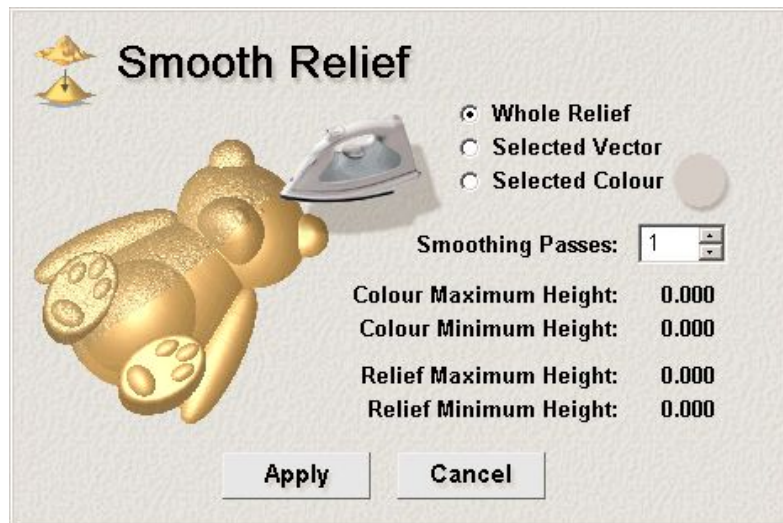 Smooth Relief
Whole Relief
Selected Vector
Selected Colour
Smoothing Passes: 1
Colour Maximum Height: 0.000
Colour Minimum Height: 0.000
Relief Maximum Height: 0.000
Relief Minimum Height: 0.000
Apply Cancel